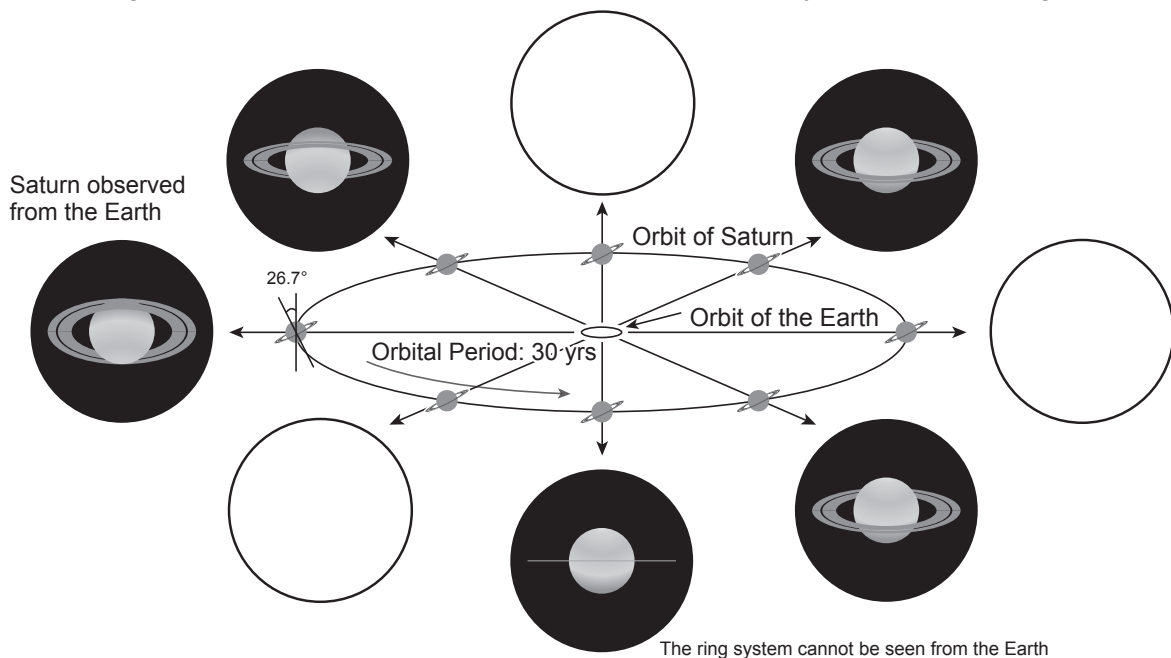 Saturn observed
from the Earth
Orbit of Saturn
26.7°
Orbit of the Earth
Orbital Period: 30 yrs
The ring system cannot be seen from the Earth